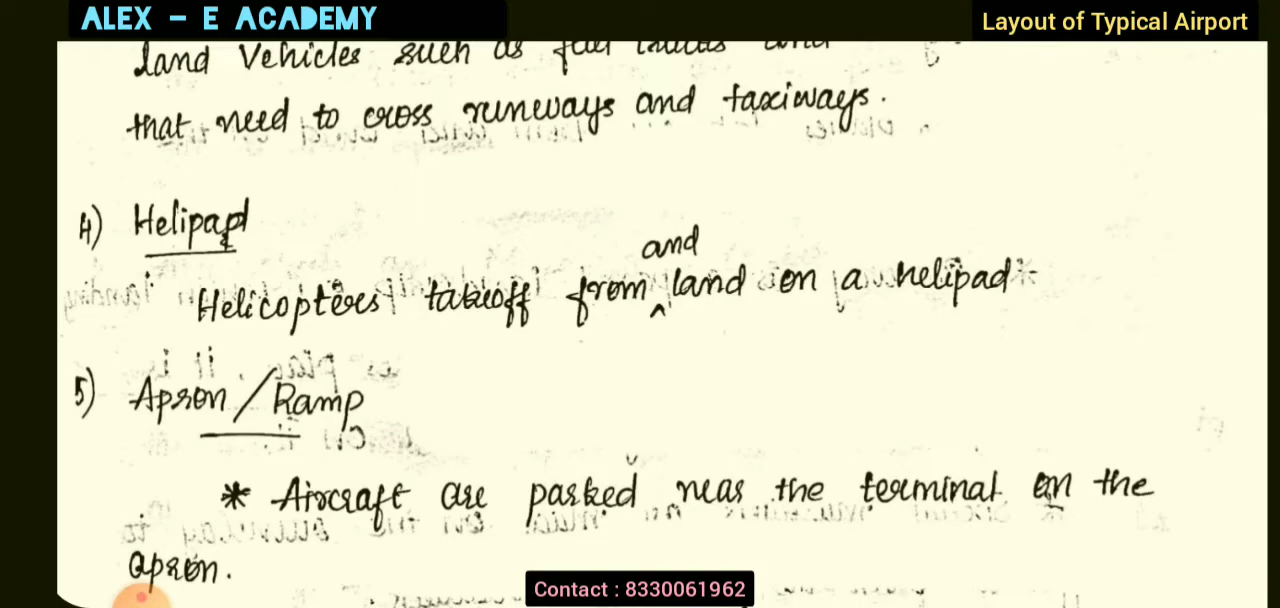 ALEX – E ACADEMY
Layout of Typical Airport
land Vehicles such as
that need to cross runways and taxiways.
4) Helipad
and
Helicopters takeoff from ^ land on a helipad
5) Apron / Ramp
* Aircraft are parked near the terminal on the
apron.
Contact : 8330061962